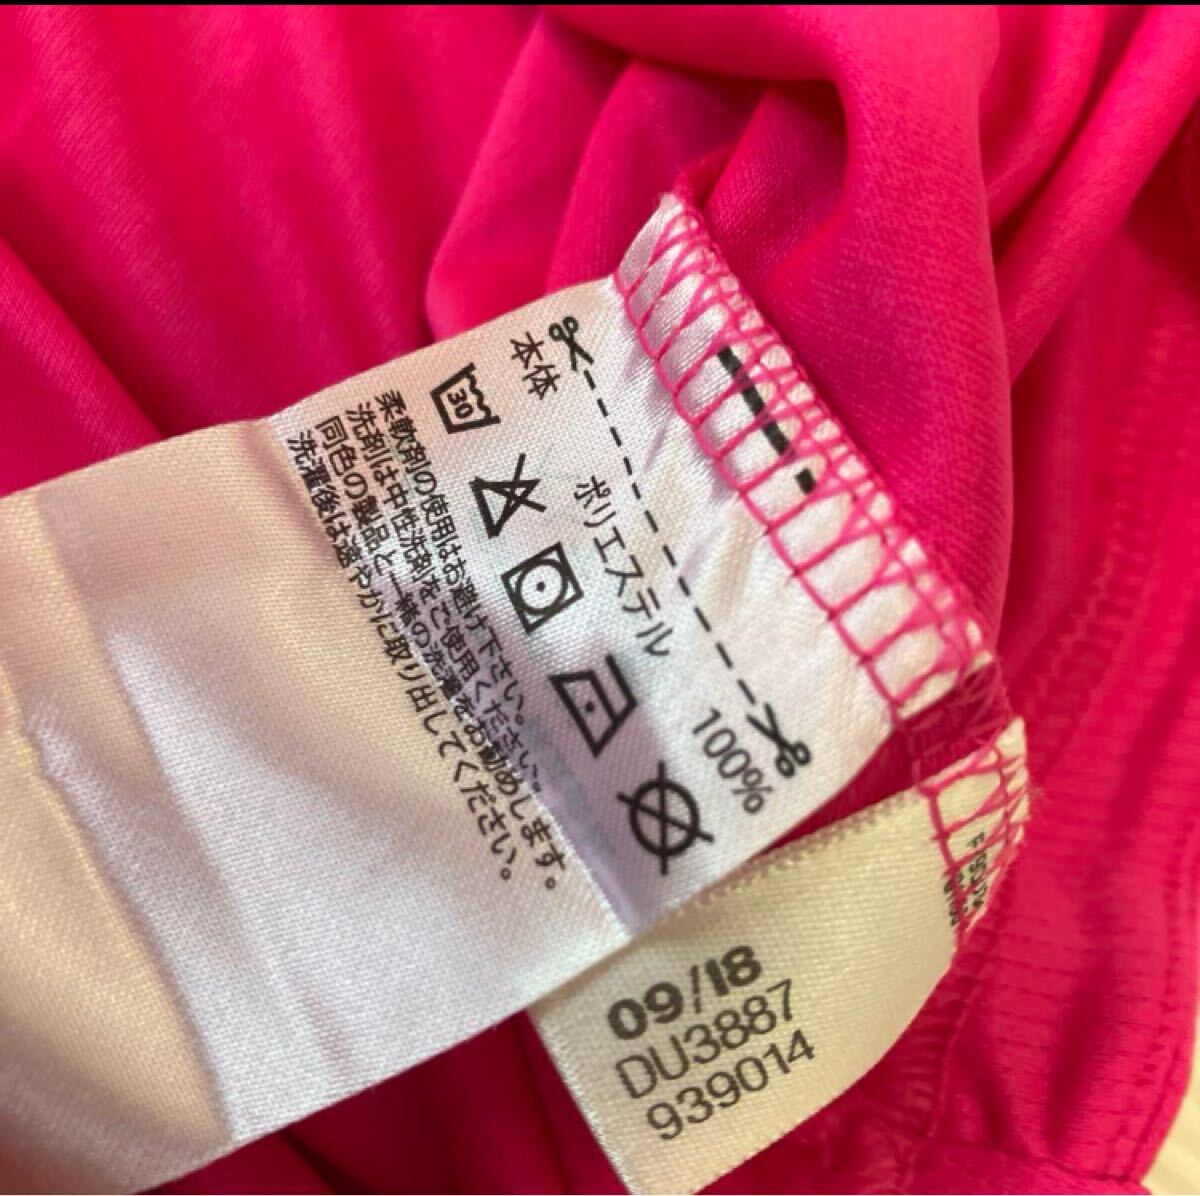 本体
ポリエステル 100%
30
柔軟剤の使用はお避け下さい。
洗剤は中性洗剤をご使用ください。
同色の製品と一緒の洗濯をお勧めします。
洗濯後は速やかに取り出してください。
09/18
DU3887
939014